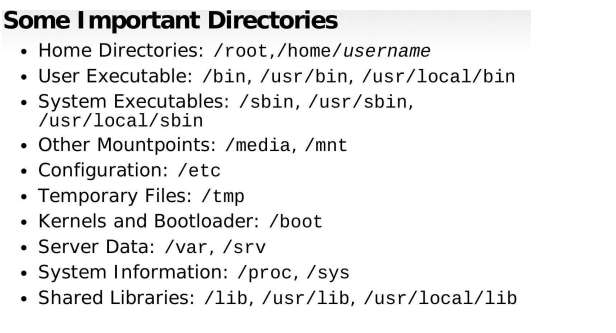 Some Important Directories
• Home Directories: /root,/home/username
• User Executable: /bin, /usr/bin, /usr/local/bin
• System Executables: /sbin, /usr/sbin,
/usr/local/sbin
• Other Mountpoints: /media, /mnt
• Configuration: /etc
• Temporary Files: /tmp
• Kernels and Bootloader: /boot
• Server Data: /var, /srv
• System Information: /proc, /sys
• Shared Libraries: /lib, /usr/lib, /usr/local/lib